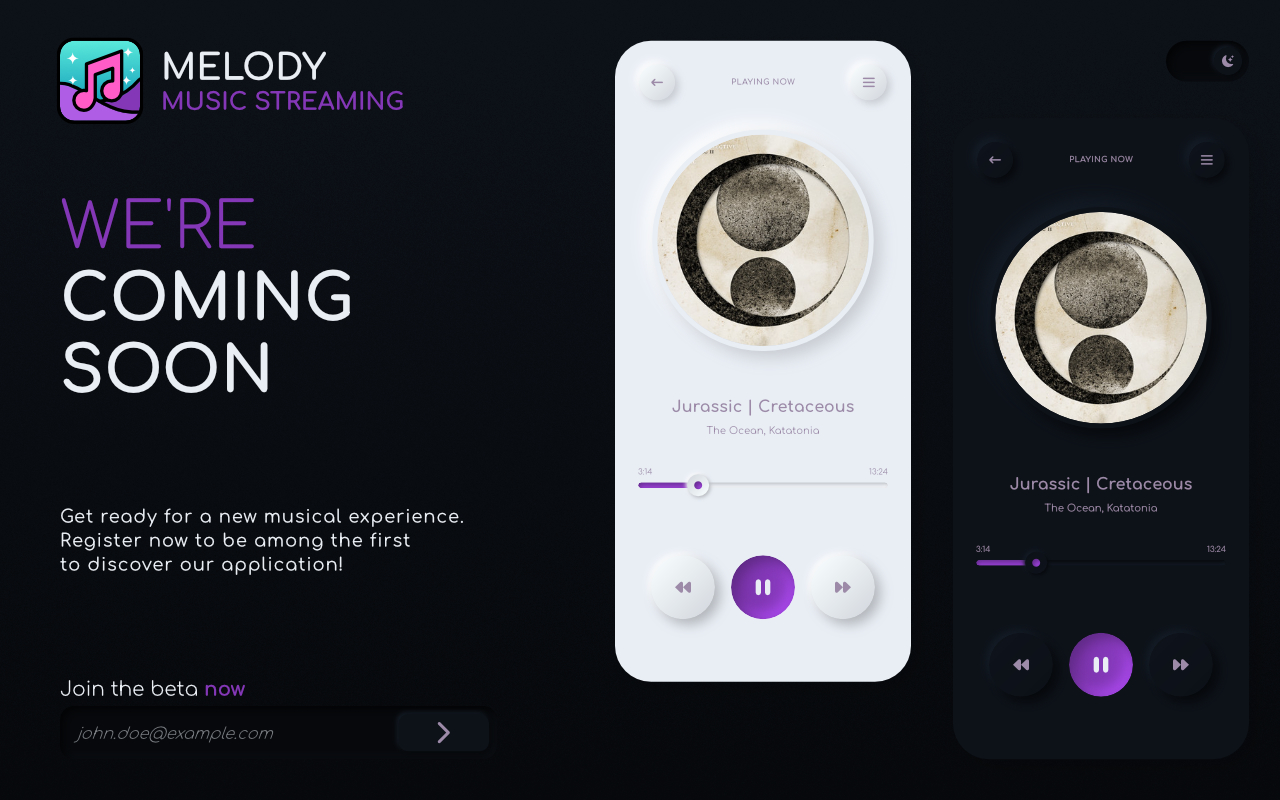 MELODY
MUSIC STREAMING
WE'RE
COMING
SOON
Get ready for a new musical experience.
Register now to be among the first
to discover our application!
Join the beta now
john.doe@example.com
PLAYING NOW
Jurassic | Cretaceous
The Ocean, Katatonia
3:14 13:24
PLAYING NOW
Jurassic | Cretaceous
The Ocean, Katatonia
3:14 13:24